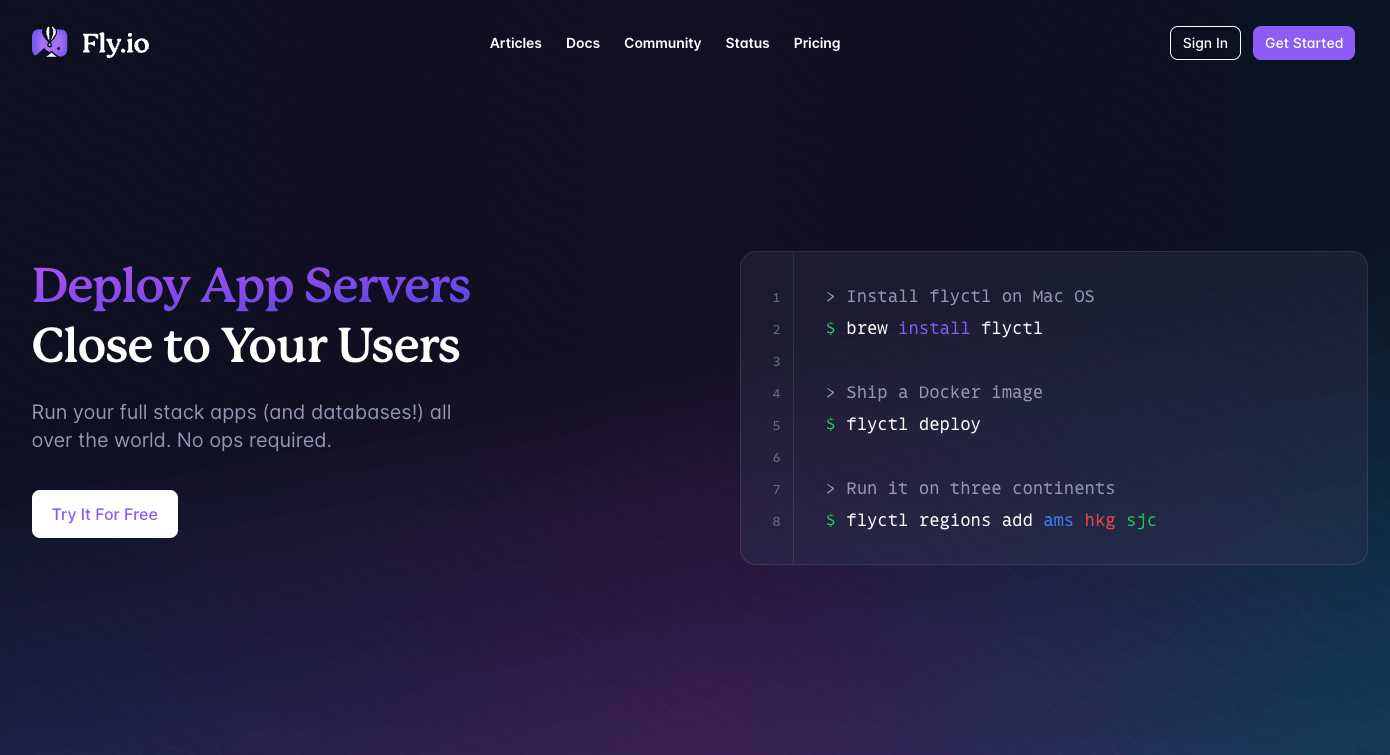 Fly.io
Articles Docs Community Status Pricing
Sign In Get Started
Deploy App Servers
Close to Your Users
Run your full stack apps (and databases!) all
over the world. No ops required.
Try It For Free
1 > Install flyctl on Mac OS
2 $ brew install flyctl
3
4 > Ship a Docker image
5 $ flyctl deploy
6
7 > Run it on three continents
8 $ flyctl regions add ams hkg sjc